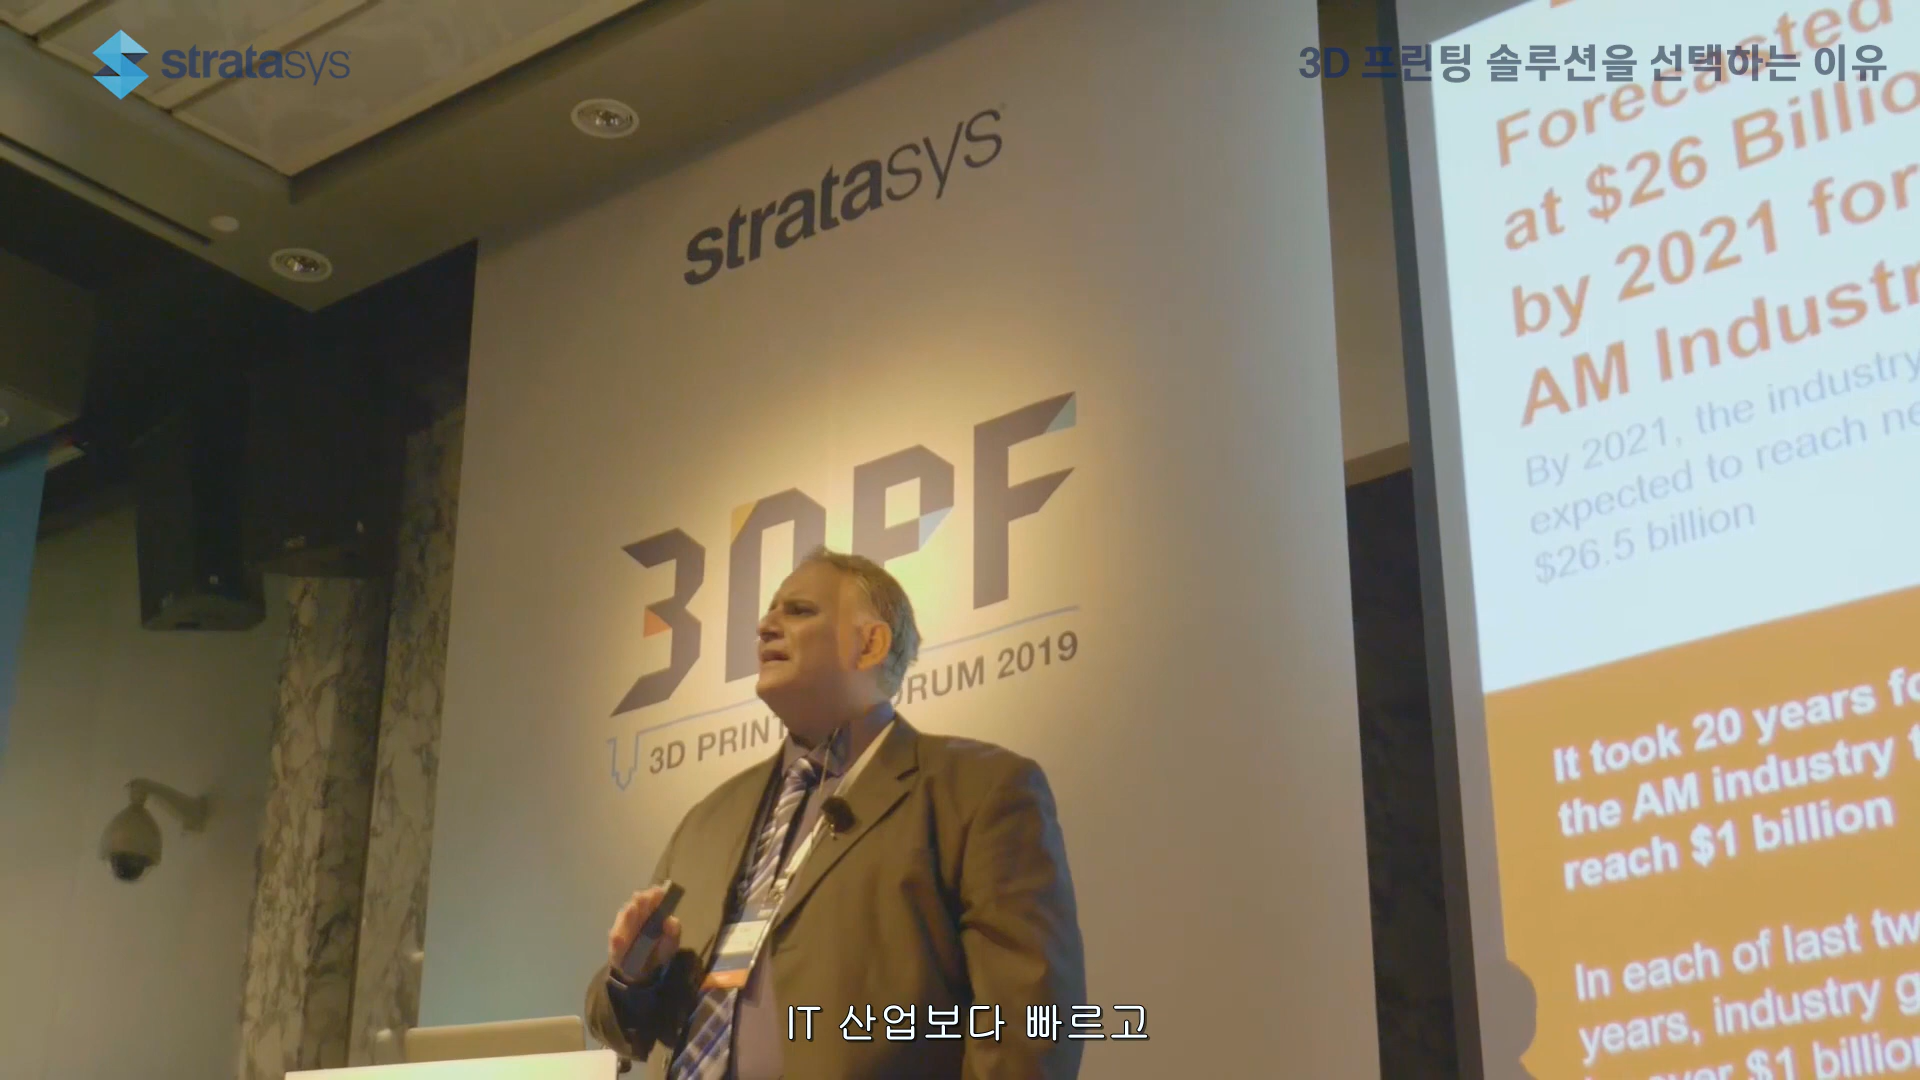 stratasys
3D 프린팅 솔루션을 선택하는 이유
stratasys
3DPF
3D PRINT
RUM 2019
Forecasted
at $26 Billio
by 2021 for
AM Industr
By 2021, the industry
expected to reach ne
$26.5 billion
It took 20 years fo
the AM industry t
reach $1 billion
In each of last tw
years, industry g
over $1 billion
IT 산업보다 빠르고